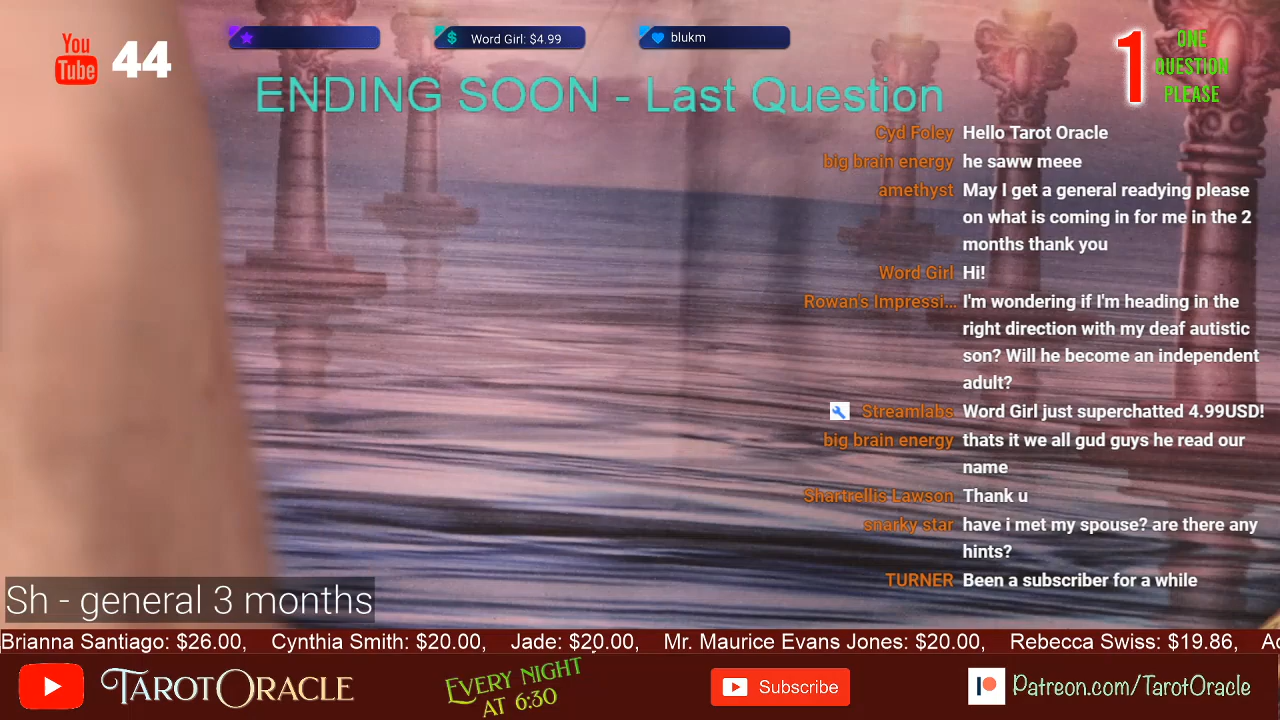 You
Tube
44
Word Girl: $4.99
blukm
1
ONE
QUESTION
PLEASE
ENDING SOON - Last Question
Cyd Foley Hello Tarot Oracle
big brain energy he saww meee
amethyst May I get a general readying please
on what is coming in for me in the 2
months thank you
Word Girl Hi!
Rowan's Impressi... I'm wondering if I'm heading in the
right direction with my deaf autistic
son? Will he become an independent
adult?
Streamlabs Word Girl just superchatted 4.99USD!
big brain energy thats it we all gud guys he read our
name
Shartrellis Lawson Thank u
snarky star have i met my spouse? are there any
hints?
TURNER Been a subscriber for a while
Sh - general 3 months
Brianna Santiago: $26.00, Cynthia Smith: $20.00, Jade: $20.00, Mr. Maurice Evans Jones: $20.00, Rebecca Swiss: $19.86,
TAROTORACLE
EVERY NIGHT
AT 6:30
Subscribe
Patreon.com/TarotOracle